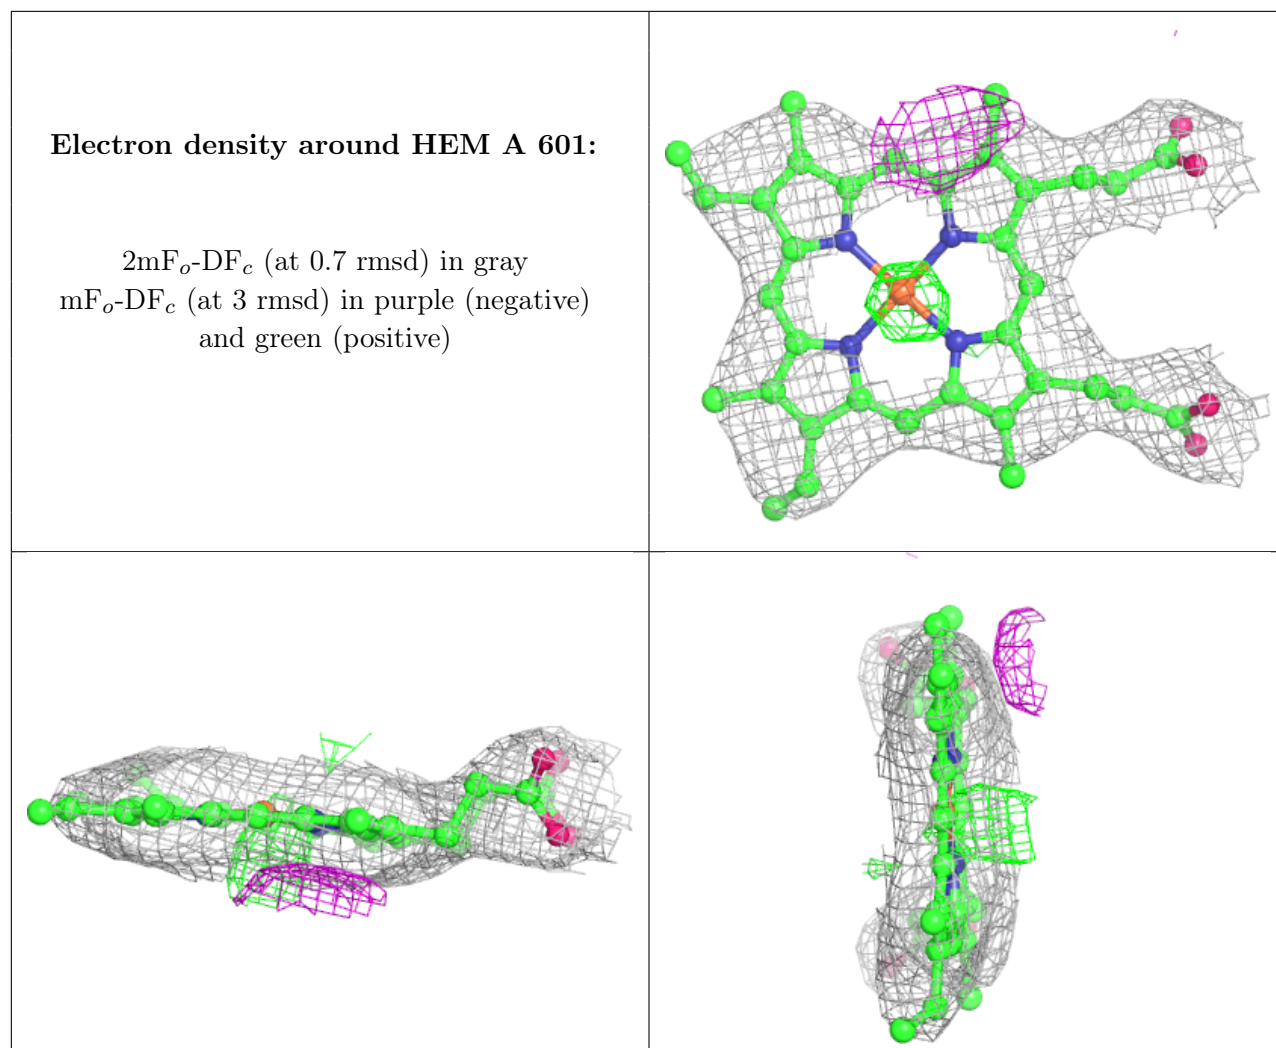 Electron density around HEM A 601:
2mFo-DFc (at 0.7 rmsd) in gray
mFo-DFc (at 3 rmsd) in purple (negative)
and green (positive)